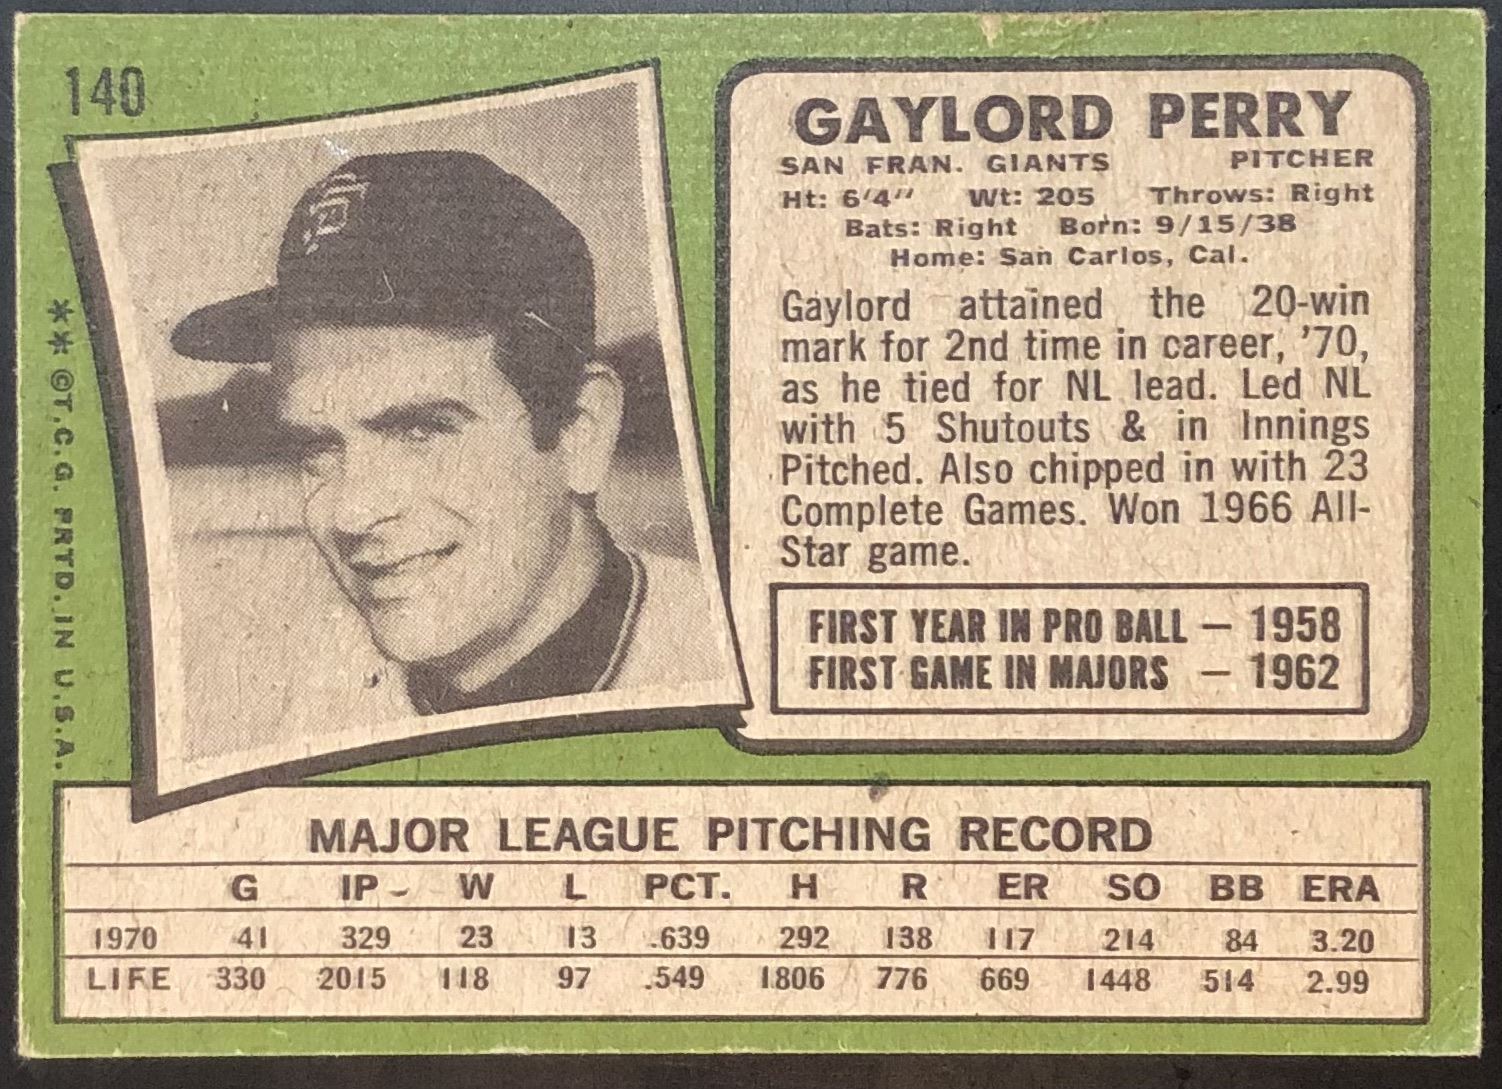 140
GAYLORD PERRY
SAN FRAN. GIANTS PITCHER
Ht: 6'4" Wt: 205 Throws: Right
Bats: Right Born: 9/15/38
Home: San Carlos, Cal.
Gaylord attained the 20-win
mark for 2nd time in career, '70,
as he tied for NL lead. Led NL
with 5 Shutouts & in Innings
Pitched. Also chipped in with 23
Complete Games. Won 1966 All-
Star game.
FIRST YEAR IN PRO BALL — 1958
FIRST GAME IN MAJORS — 1962
SF
** ©T.C.G. PRTD. IN U.S.A.
MAJOR LEAGUE PITCHING RECORD
G IP W L PCT. H R ER SO BB ERA
1970 41 329 23 13 .639 292 138 117 214 84 3.20
LIFE 330 2015 118 97 .549 1806 776 669 1448 514 2.99